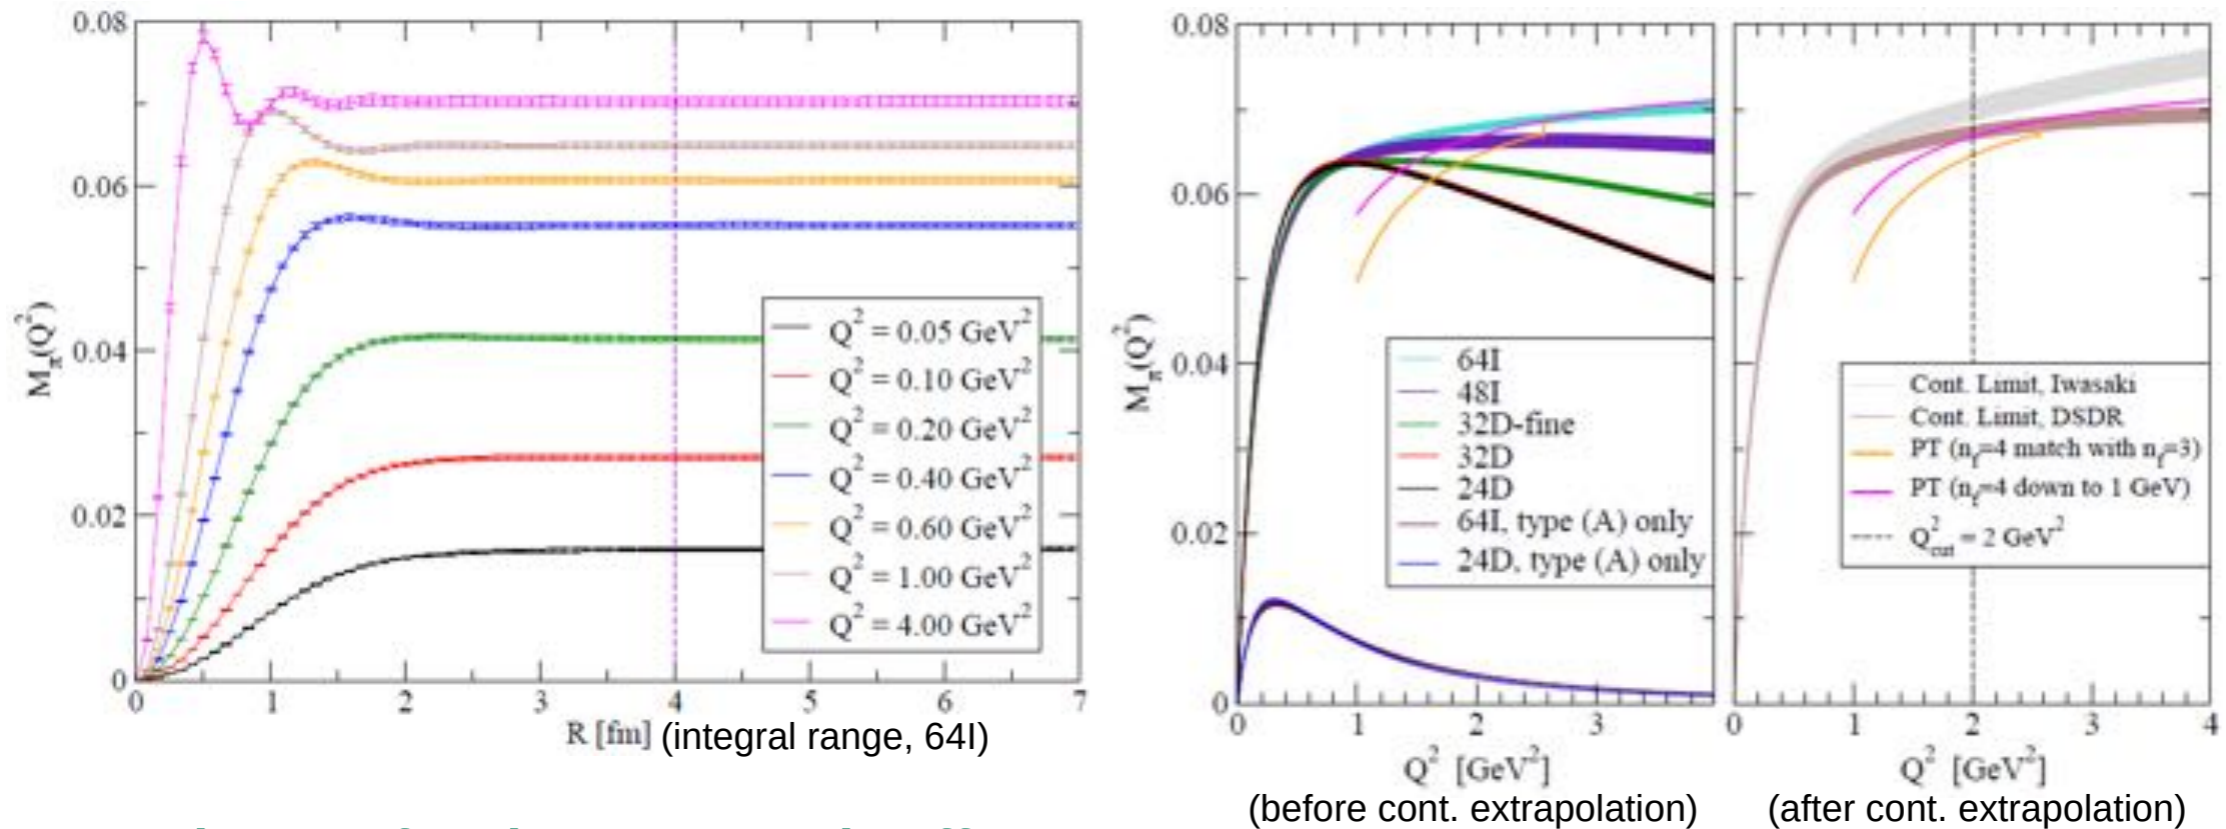 0.08
0.06
0.04
0.02
0
M_π(Q²)
Q² = 0.05 GeV²
Q² = 0.10 GeV²
Q² = 0.20 GeV²
Q² = 0.40 GeV²
Q² = 0.60 GeV²
Q² = 1.00 GeV²
Q² = 4.00 GeV²
0 1 2 3 4 5 6 7
R [fm] (integral range, 64I)
0.08
0.06
0.04
0.02
0
M_π(Q²)
64I
48I
32D-fine
32D
24D
64I, type (A) only
24D, type (A) only
0 1 2 3
Q² [GeV²]
(before cont. extrapolation)
Cont. Limit, Iwasaki
Cont. Limit, DSDR
PT (n_f=4 match with n_f=3)
PT (n_f=4 down to 1 GeV)
Q²_cut = 2 GeV²
0 1 2 3 4
Q² [GeV²]
(after cont. extrapolation)